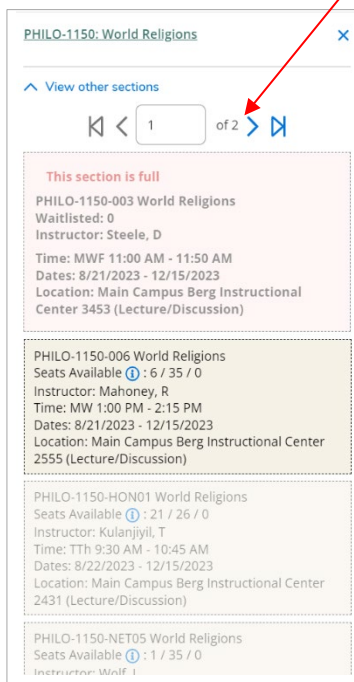 PHILO-1150: World Religions
View other sections
1 of 2
This section is full
PHILO-1150-003 World Religions
Waitlisted: 0
Instructor: Steele, D
Time: MWF 11:00 AM - 11:50 AM
Dates: 8/21/2023 - 12/15/2023
Location: Main Campus Berg Instructional
Center 3453 (Lecture/Discussion)
PHILO-1150-006 World Religions
Seats Available : 6 / 35 / 0
Instructor: Mahoney, R
Time: MW 1:00 PM - 2:15 PM
Dates: 8/21/2023 - 12/15/2023
Location: Main Campus Berg Instructional Center
2555 (Lecture/Discussion)
PHILO-1150-HON01 World Religions
Seats Available : 21 / 26 / 0
Instructor: Kulanjiyil, T
Time: TTh 9:30 AM - 10:45 AM
Dates: 8/22/2023 - 12/15/2023
Location: Main Campus Berg Instructional Center
2431 (Lecture/Discussion)
PHILO-1150-NET05 World Religions
Seats Available : 1 / 35 / 0
Instructor: Wolf,